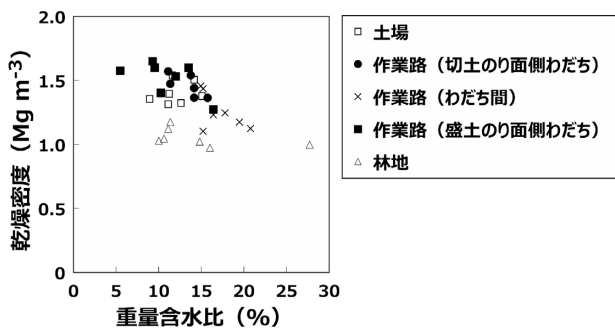 乾燥密度（Mg m⁻³）
2.0
1.5
1.0
0.5
0
0 5 10 15 20 25 30
重量含水比（%）
□ 土場
● 作業路（切土のり面側わだち）
× 作業路（わだち間）
■ 作業路（盛土のり面側わだち）
△ 林地